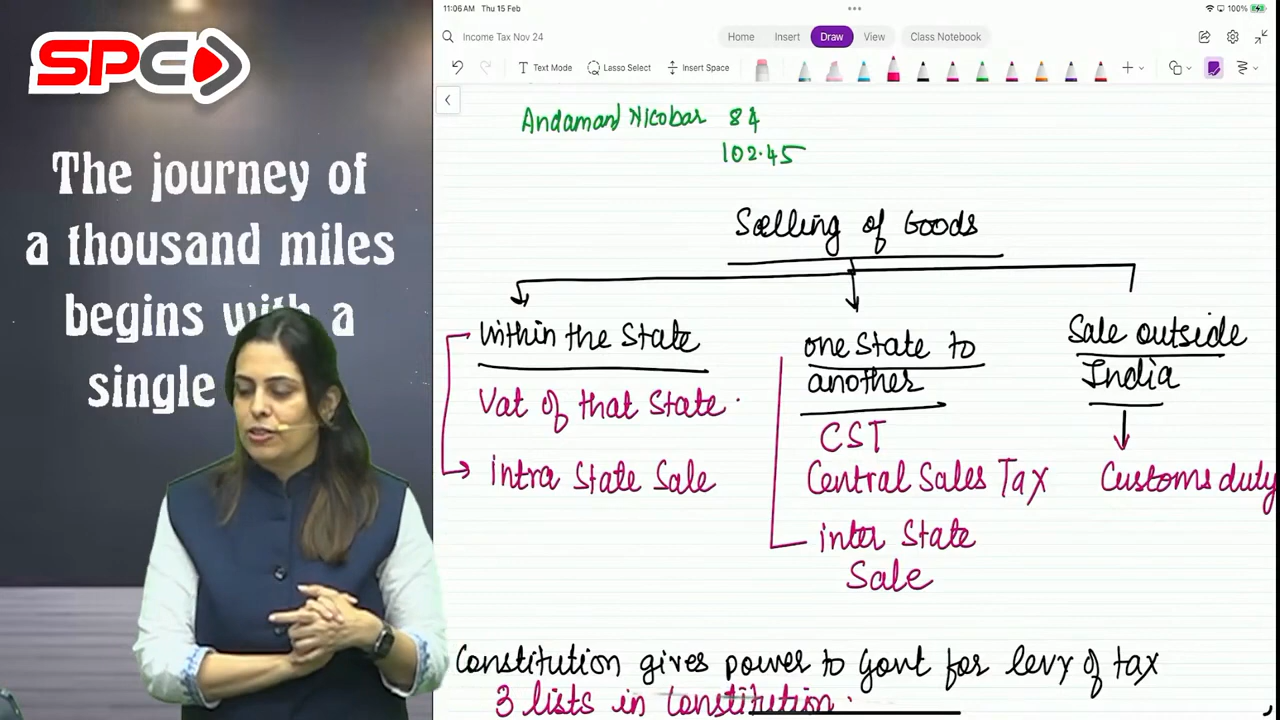 SPE
The journey of
a thousand miles
begins with a
single
11:06 AM Thu 15 Feb
100%
Income Tax Nov 24
Home Insert Draw View Class Notebook
Text Mode Lasso Select Insert Space
Andaman Nicobar 84
102.45
Selling of Goods
within the State
Vat of that State
intra State Sale
one State to
another
CST
Central Sales Tax
inter State
Sale
Sale outside
India
Customs duty
Constitution gives power to Govt for levy of tax
3 lists in Constitution.